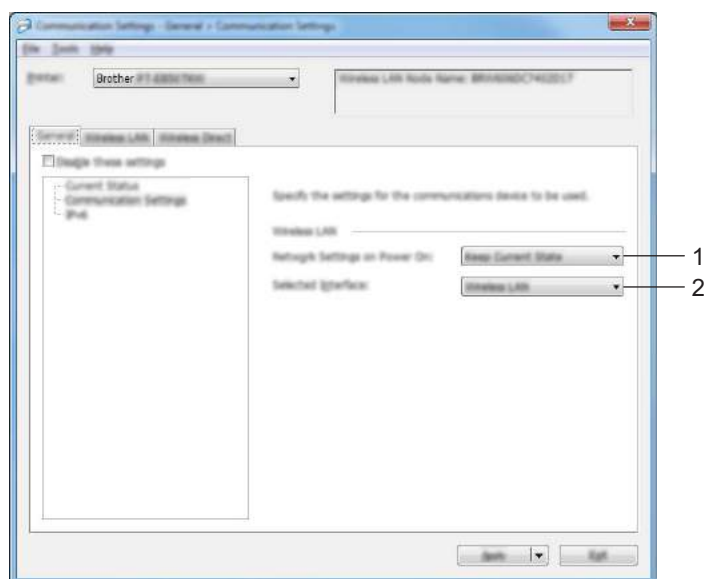 Communication Settings - General > Communication Settings
File Tools Help
Printer:
Brother
Wireless LAN Node Name:
General Wireless LAN Wireless Direct
Disable these settings
Current Status
Communication Settings
IPv6
Specify the settings for the communications device to be used.
Wireless LAN
Network Settings on Power On:
Keep Current State
1
Selected Interface:
Wireless LAN
2
Apply
Exit